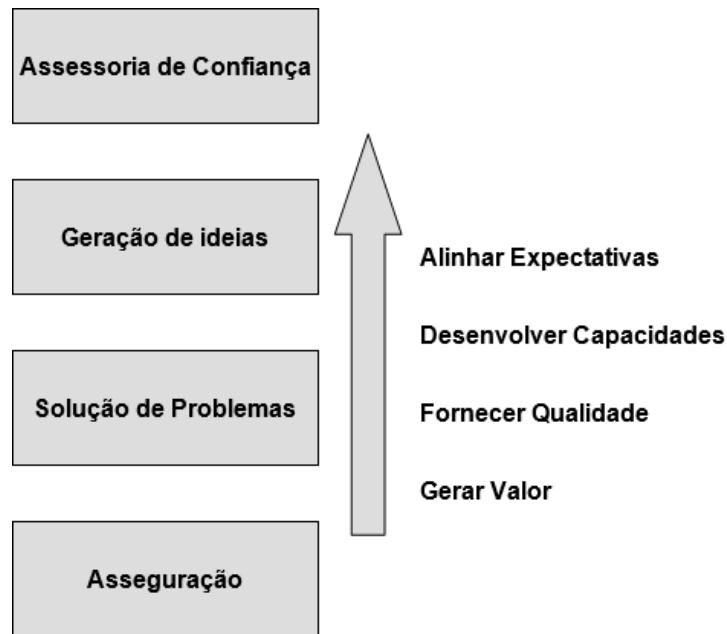 Assessoria de Confiança
Geração de ideias
Solução de Problemas
Asseguração
Alinhar Expectativas
Desenvolver Capacidades
Fornecer Qualidade
Gerar Valor